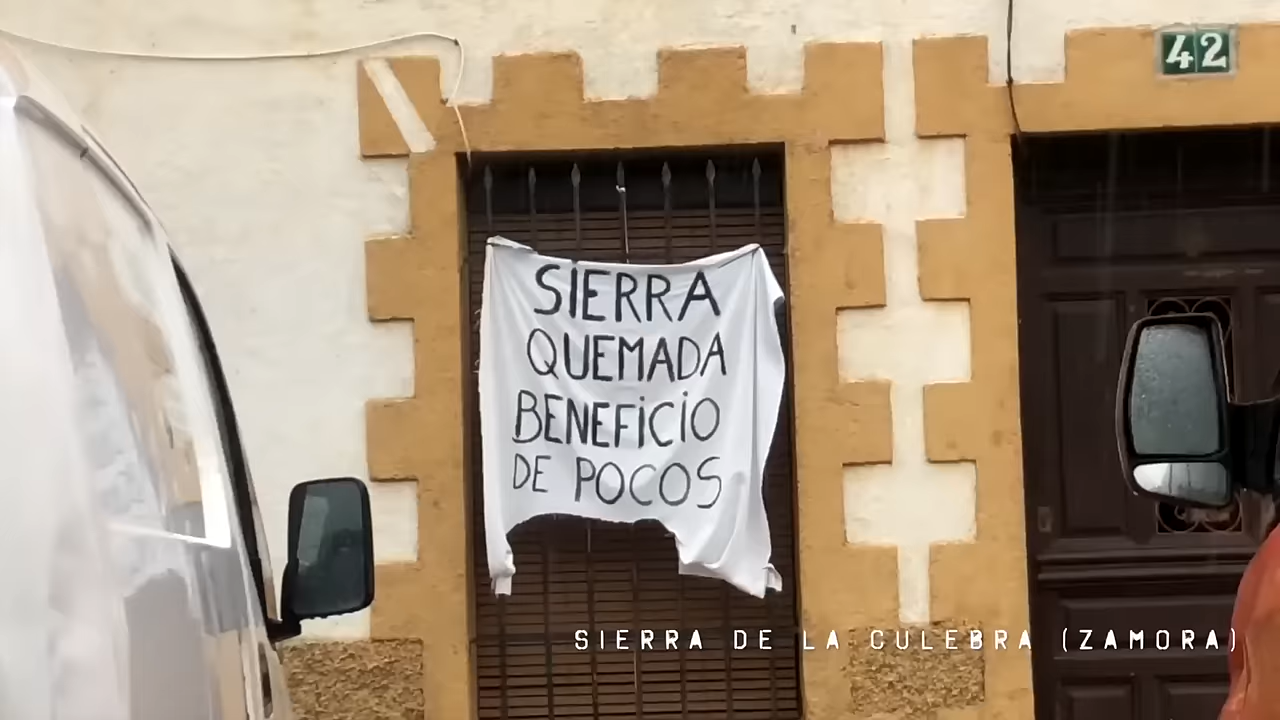 42
SIERRA
QUEMADA
BENEFICIO
DE POCOS
SIERRA DE LA CULEBRA (ZAMORA)